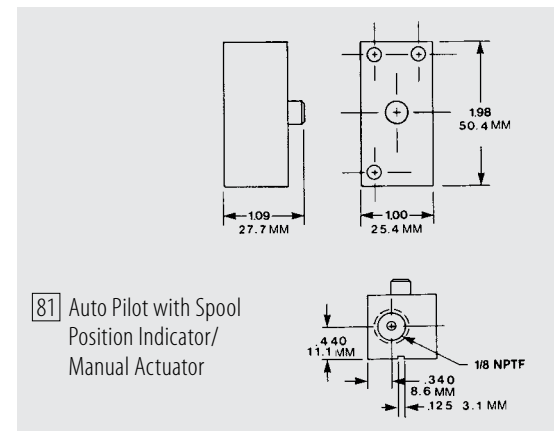 1.98
50.4 MM
1.09
27.7 MM
1.00
25.4 MM
81 Auto Pilot with Spool
Position Indicator/
Manual Actuator
.440
11.1 MM
1/8 NPTF
.340
8.6 MM
.125 3.1 MM